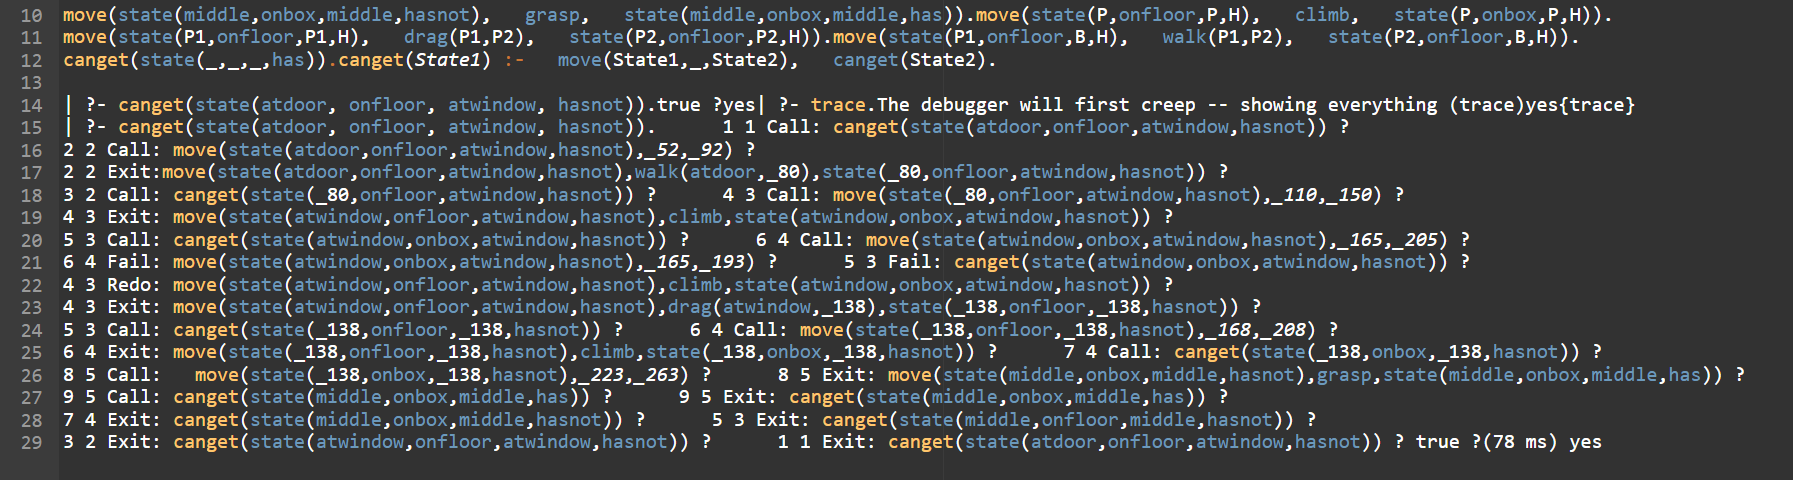 10 move(state(middle,onbox,middle,hasnot),   grasp,   state(middle,onbox,middle,has)).move(state(P,onfloor,P,H),   climb,   state(P,onbox,P,H)).
11 move(state(P1,onfloor,P1,H),   drag(P1,P2),   state(P2,onfloor,P2,H)).move(state(P1,onfloor,B,H),   walk(P1,P2),   state(P2,onfloor,B,H)).
12 canget(state(_,_,_,has)).canget(State1) :-   move(State1,_,State2),   canget(State2).
13
14 | ?- canget(state(atdoor, onfloor, atwindow, hasnot)).true ?yes| ?- trace.The debugger will first creep -- showing everything (trace)yes{trace}
15 | ?- canget(state(atdoor, onfloor, atwindow, hasnot)).      1 1 Call: canget(state(atdoor,onfloor,atwindow,hasnot)) ?
16 2 2 Call: move(state(atdoor,onfloor,atwindow,hasnot),_52,_92) ?
17 2 2 Exit:move(state(atdoor,onfloor,atwindow,hasnot),walk(atdoor,_80),state(_80,onfloor,atwindow,hasnot)) ?
18 3 2 Call: canget(state(_80,onfloor,atwindow,hasnot)) ?      4 3 Call: move(state(_80,onfloor,atwindow,hasnot),_110,_150) ?
19 4 3 Exit: move(state(atwindow,onfloor,atwindow,hasnot),climb,state(atwindow,onbox,atwindow,hasnot)) ?
20 5 3 Call: canget(state(atwindow,onbox,atwindow,hasnot)) ?      6 4 Call: move(state(atwindow,onbox,atwindow,hasnot),_165,_205) ?
21 6 4 Fail: move(state(atwindow,onbox,atwindow,hasnot),_165,_193) ?      5 3 Fail: canget(state(atwindow,onbox,atwindow,hasnot)) ?
22 4 3 Redo: move(state(atwindow,onfloor,atwindow,hasnot),climb,state(atwindow,onbox,atwindow,hasnot)) ?
23 4 3 Exit: move(state(atwindow,onfloor,atwindow,hasnot),drag(atwindow,_138),state(_138,onfloor,_138,hasnot)) ?
24 5 3 Call: canget(state(_138,onfloor,_138,hasnot)) ?      6 4 Call: move(state(_138,onfloor,_138,hasnot),_168,_208) ?
25 6 4 Exit: move(state(_138,onfloor,_138,hasnot),climb,state(_138,onbox,_138,hasnot)) ?      7 4 Call: canget(state(_138,onbox,_138,hasnot)) ?
26 8 5 Call:   move(state(_138,onbox,_138,hasnot),_223,_263) ?      8 5 Exit: move(state(middle,onbox,middle,hasnot),grasp,state(middle,onbox,middle,has)) ?
27 9 5 Call: canget(state(middle,onbox,middle,has)) ?      9 5 Exit: canget(state(middle,onbox,middle,has)) ?
28 7 4 Exit: canget(state(middle,onbox,middle,hasnot)) ?      5 3 Exit: canget(state(middle,onfloor,middle,hasnot)) ?
29 3 2 Exit: canget(state(atwindow,onfloor,atwindow,hasnot)) ?      1 1 Exit: canget(state(atdoor,onfloor,atwindow,hasnot)) ? true ?(78 ms) yes